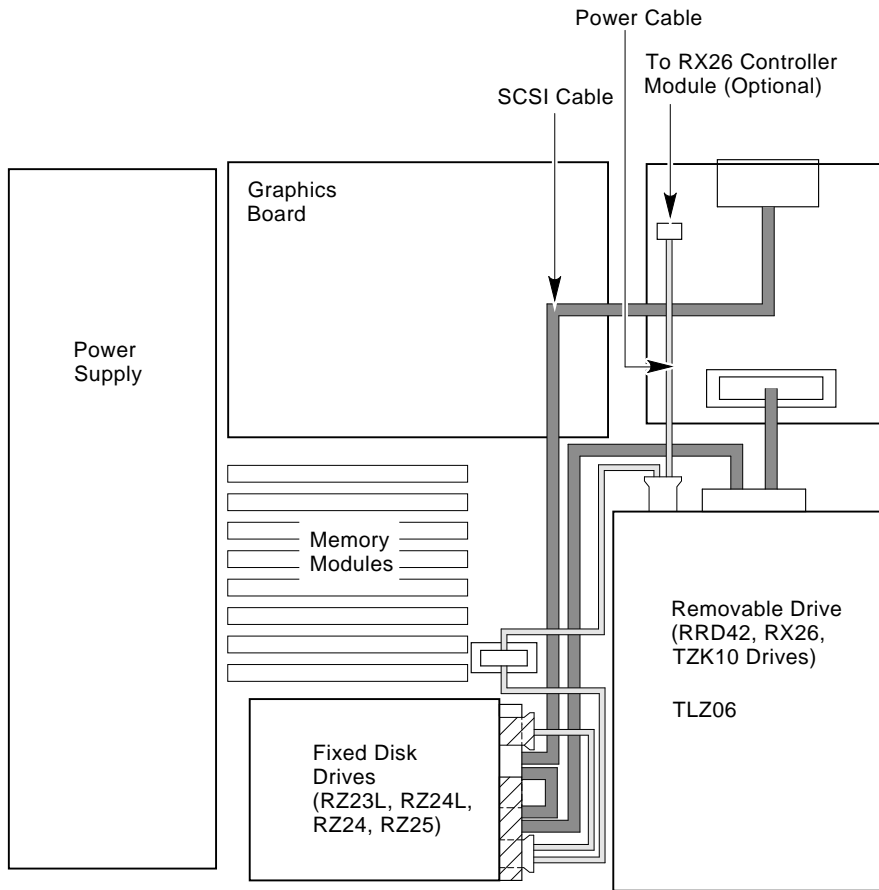 Power Cable
To RX26 Controller
Module (Optional)
SCSI Cable
Graphics
Board
Power
Supply
Memory
Modules
Removable Drive
(RRD42, RX26,
TZK10 Drives)
TLZ06
Fixed Disk
Drives
(RZ23L, RZ24L,
RZ24, RZ25)